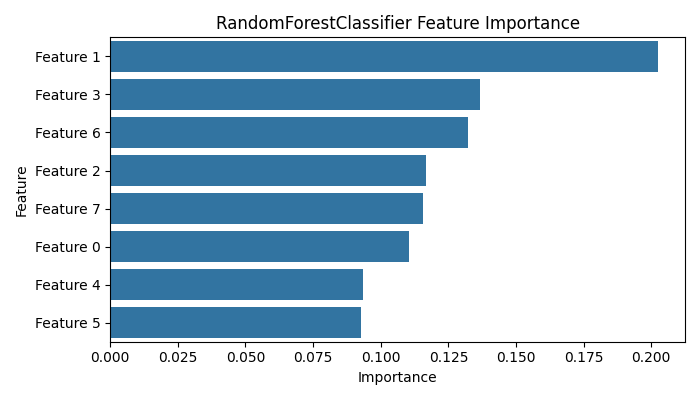 RandomForestClassifier Feature Importance
Feature 1
Feature 3
Feature 6
Feature 2
Feature 7
Feature 0
Feature 4
Feature 5
Feature
0.000 0.025 0.050 0.075 0.100 0.125 0.150 0.175 0.200
Importance